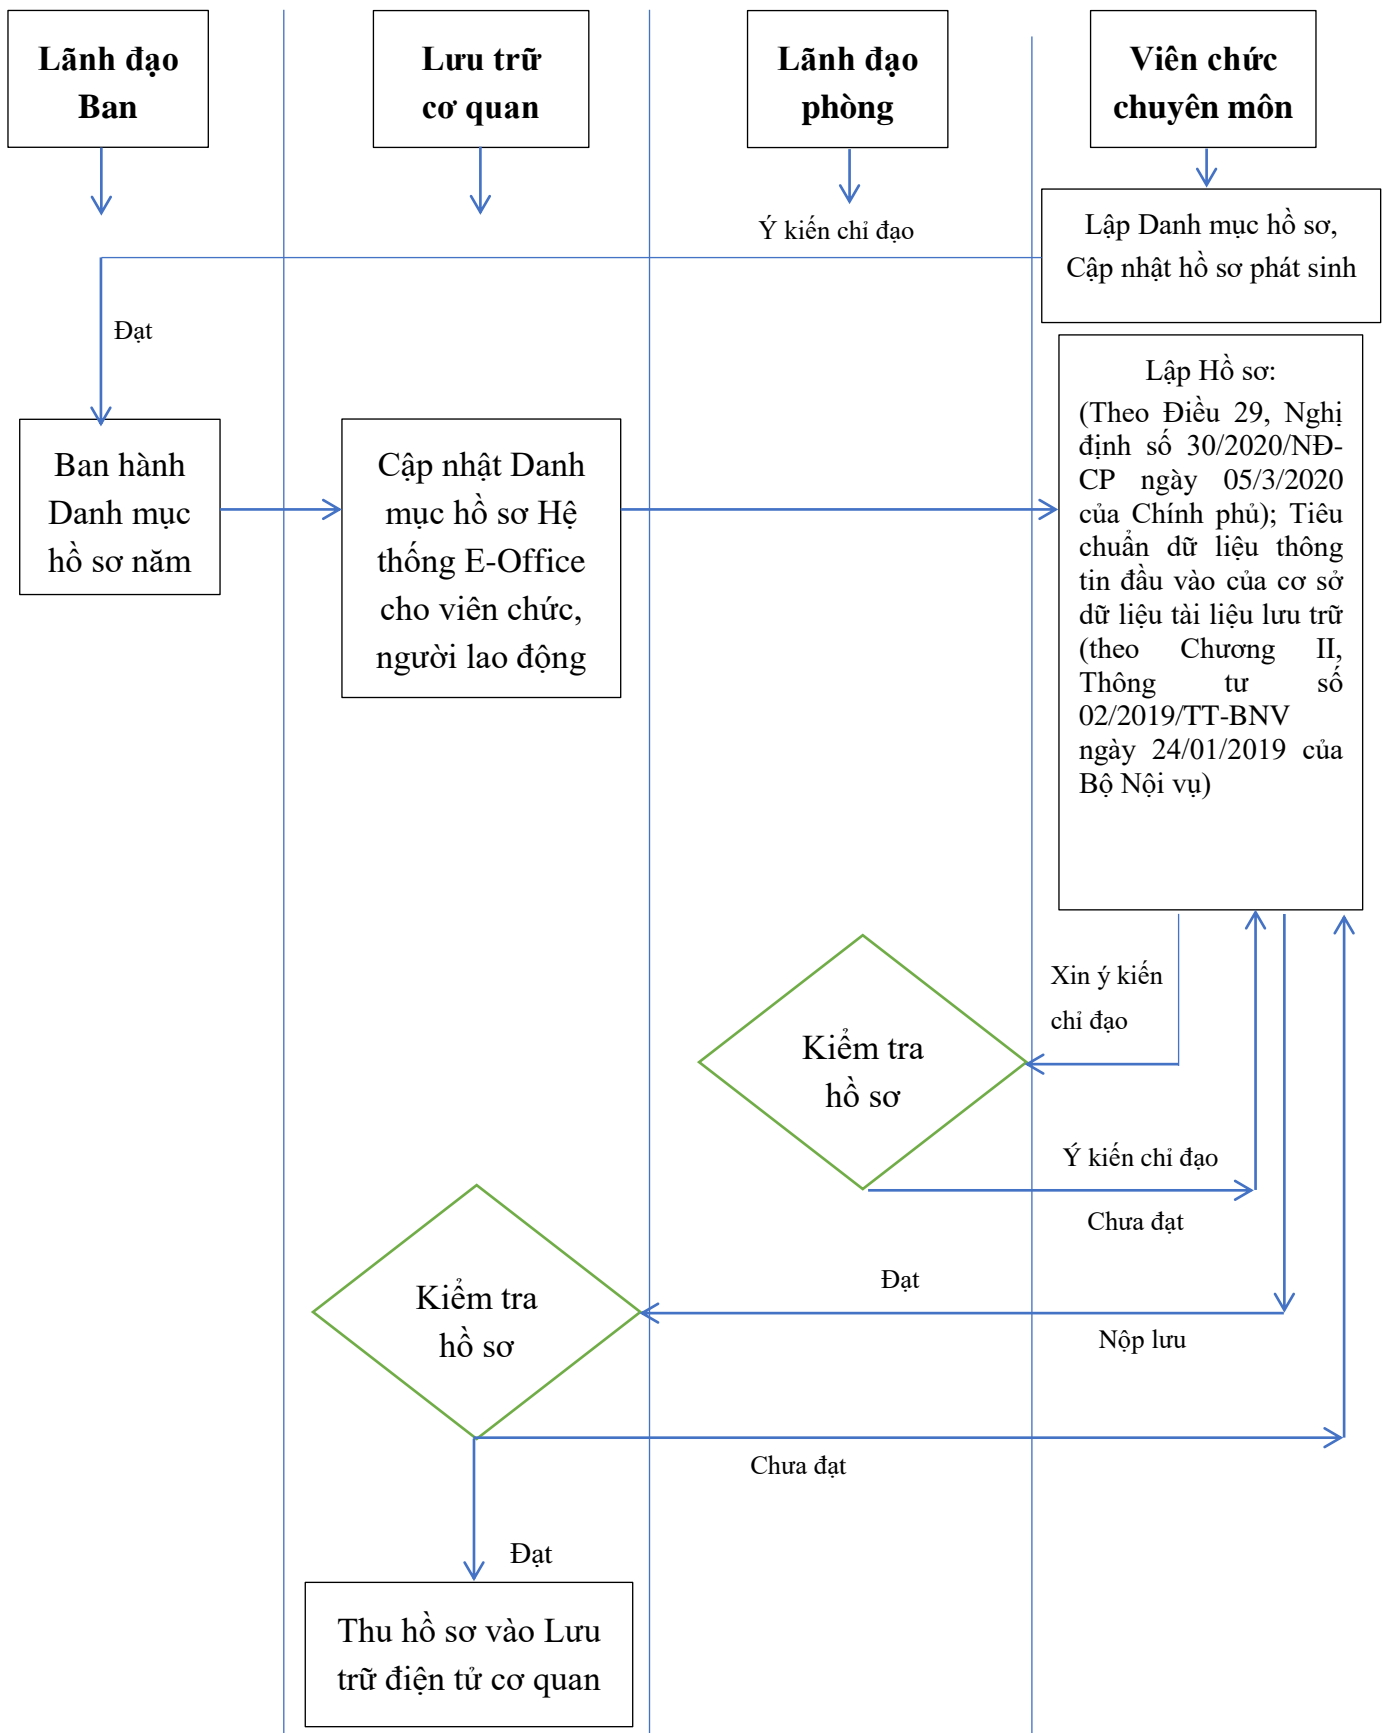 Lãnh đạo
Ban
Lưu trữ
cơ quan
Lãnh đạo
phòng
Viên chức
chuyên môn
Ý kiến chỉ đạo
Lập Danh mục hồ sơ,
Cập nhật hồ sơ phát sinh
Đạt
Ban hành
Danh mục
hồ sơ năm
Cập nhật Danh
mục hồ sơ Hệ
thống E-Office
cho viên chức,
người lao động
Lập Hồ sơ:
(Theo Điều 29, Nghị
định số 30/2020/NĐ-
CP ngày 05/3/2020
của Chính phủ); Tiêu
chuẩn dữ liệu thông
tin đầu vào của cơ sở
dữ liệu tài liệu lưu trữ
(theo Chương II,
Thông tư số
02/2019/TT-BNV
ngày 24/01/2019 của
Bộ Nội vụ)
Xin ý kiến
chỉ đạo
Kiểm tra
hồ sơ
Ý kiến chỉ đạo
Chưa đạt
Đạt
Kiểm tra
hồ sơ
Nộp lưu
Chưa đạt
Đạt
Thu hồ sơ vào Lưu
trữ điện tử cơ quan